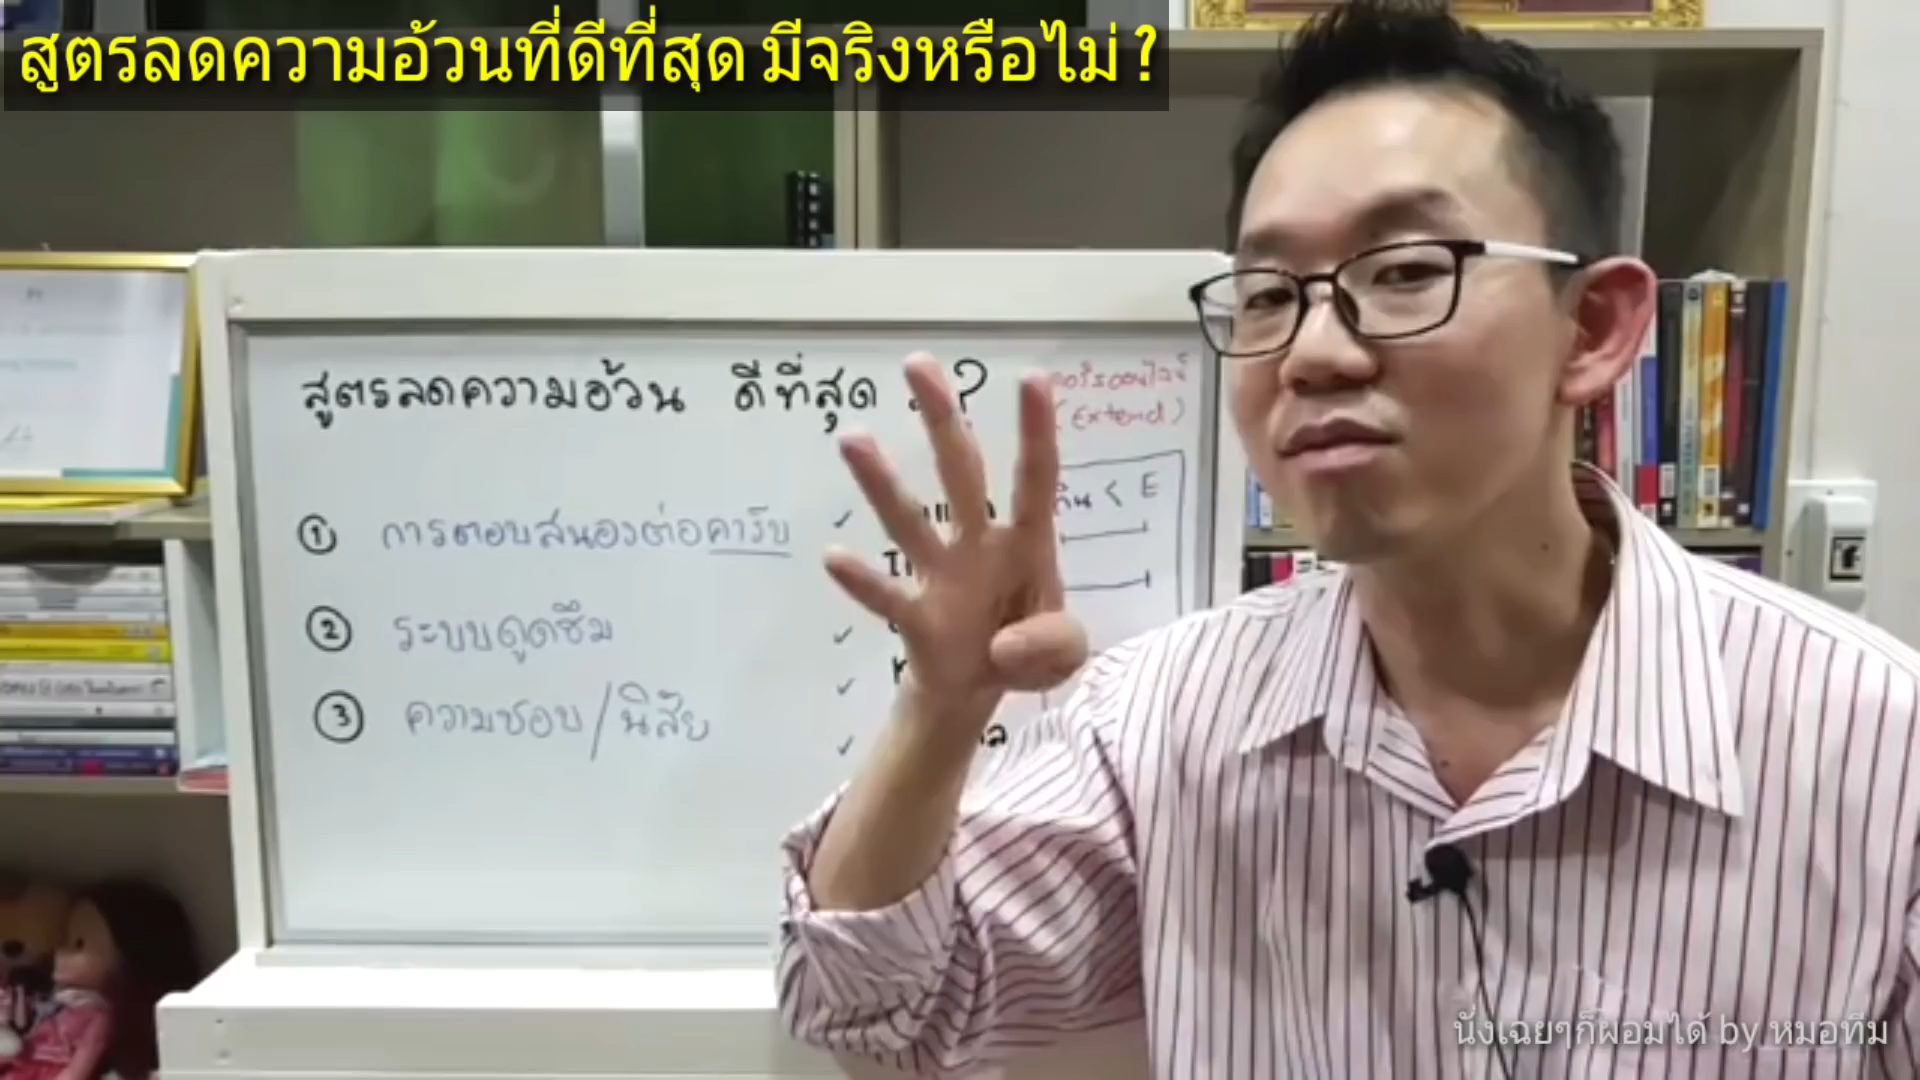 สูตรลดความอ้วนที่ดีที่สุด มีจริงหรือไม่ ?
สูตรลดความอ้วน ดีที่สุด ?
(Extend)
กิน < E
① การตอบสนองต่อคาร์บ ✓
② ระบบดูดซึม ✓
✓
③ ความชอบ/นิสัย
✓
นั่งเฉยๆก็ผอมได้ by หมอทีม